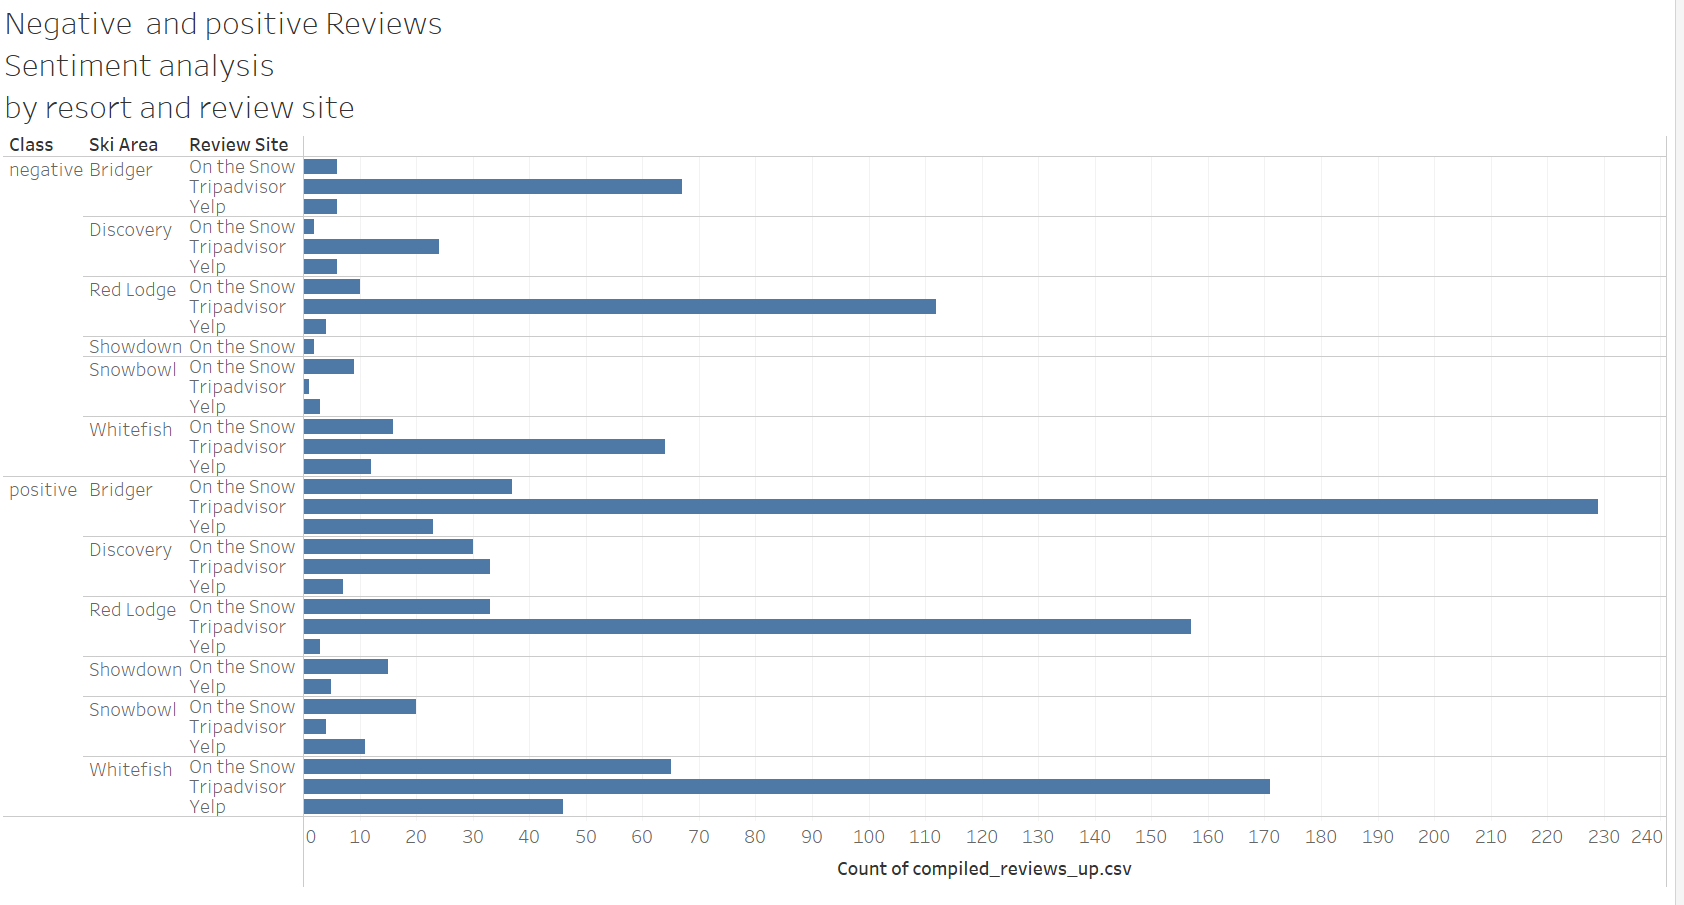 Negative  and positive Reviews
Sentiment analysis
by resort and review site
Class Ski Area Review Site
negative Bridger On the Snow
Tripadvisor
Yelp
Discovery On the Snow
Tripadvisor
Yelp
Red Lodge On the Snow
Tripadvisor
Yelp
Showdown On the Snow
Snowbowl On the Snow
Tripadvisor
Yelp
Whitefish On the Snow
Tripadvisor
Yelp
positive Bridger On the Snow
Tripadvisor
Yelp
Discovery On the Snow
Tripadvisor
Yelp
Red Lodge On the Snow
Tripadvisor
Yelp
Showdown On the Snow
Yelp
Snowbowl On the Snow
Tripadvisor
Yelp
Whitefish On the Snow
Tripadvisor
Yelp
0 10 20 30 40 50 60 70 80 90 100 110 120 130 140 150 160 170 180 190 200 210 220 230 240
Count of compiled_reviews_up.csv